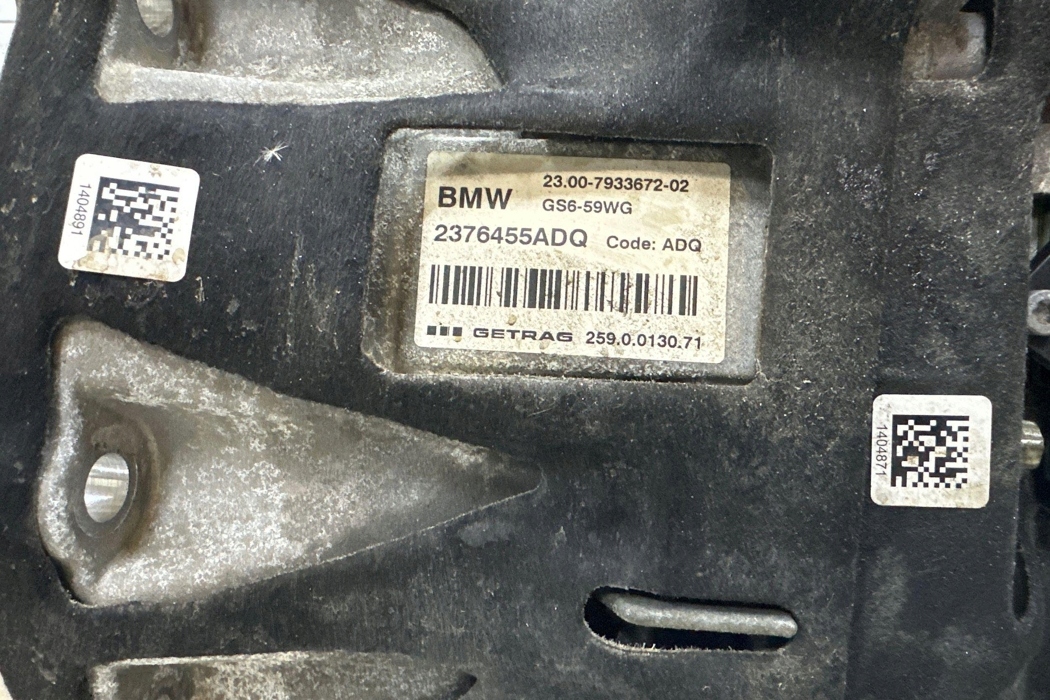 1404891
BMW 23.00-7933672-02
GS6-59WG
2376455ADQ Code: ADQ
GETRAG 259.0.0130.71
1404871